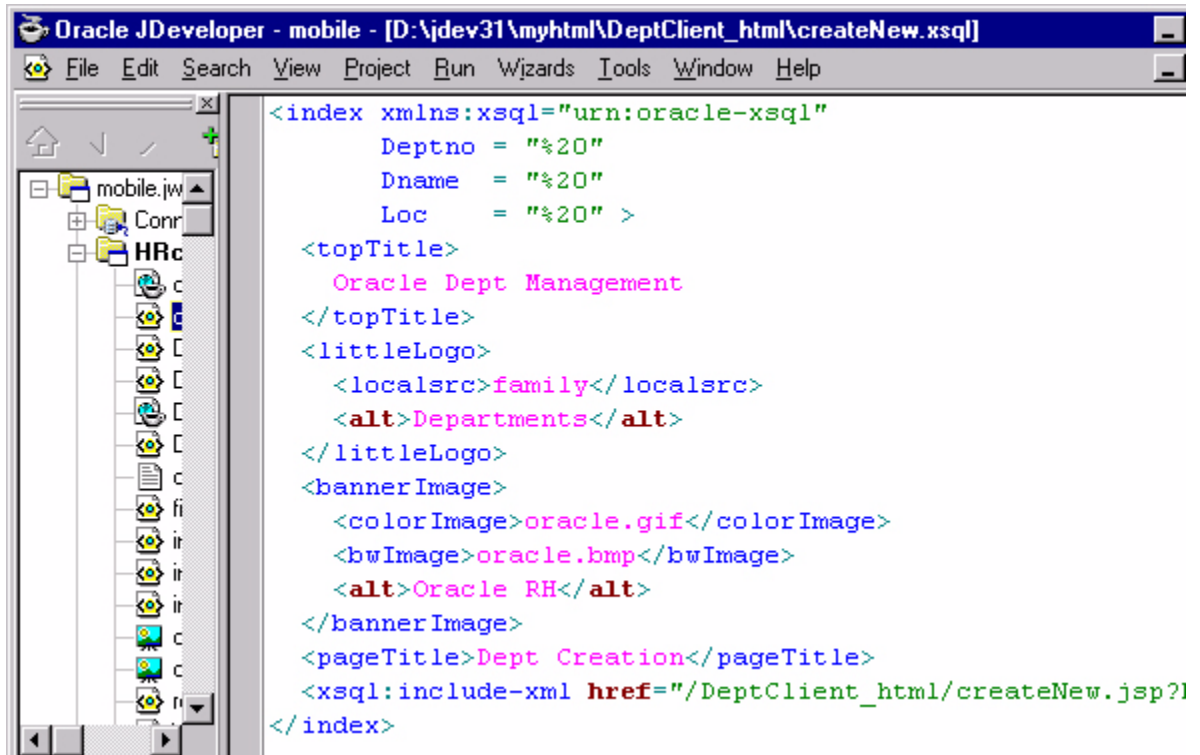 Oracle JDeveloper - mobile - [D:\jdev31\myhtml\DeptClient_html\createNew.xsql]
File Edit Search View Project Run Wizards Tools Window Help
mobile.jw
Conr
HRc
<index xmlns:xsql="urn:oracle-xsql"
Deptno = "%20"
Dname = "%20"
Loc = "%20" >
<topTitle>
Oracle Dept Management
</topTitle>
<littleLogo>
<localsrc>family</localsrc>
<alt>Departments</alt>
</littleLogo>
<bannerImage>
<colorImage>oracle.gif</colorImage>
<bwImage>oracle.bmp</bwImage>
<alt>Oracle RH</alt>
</bannerImage>
<pageTitle>Dept Creation</pageTitle>
<xsql:include-xml href="/DeptClient_html/createNew.jsp?
</index>